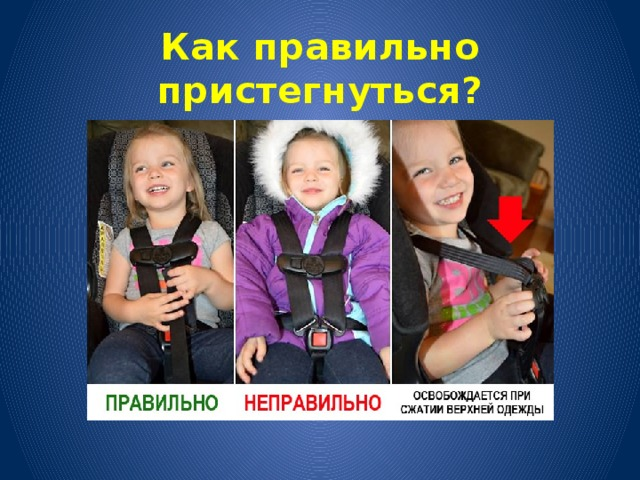 Как правильно
пристегнуться?
ПРАВИЛЬНО
НЕПРАВИЛЬНО
ОСВОБОЖДАЕТСЯ ПРИ
СЖАТИИ ВЕРХНЕЙ ОДЕЖДЫ